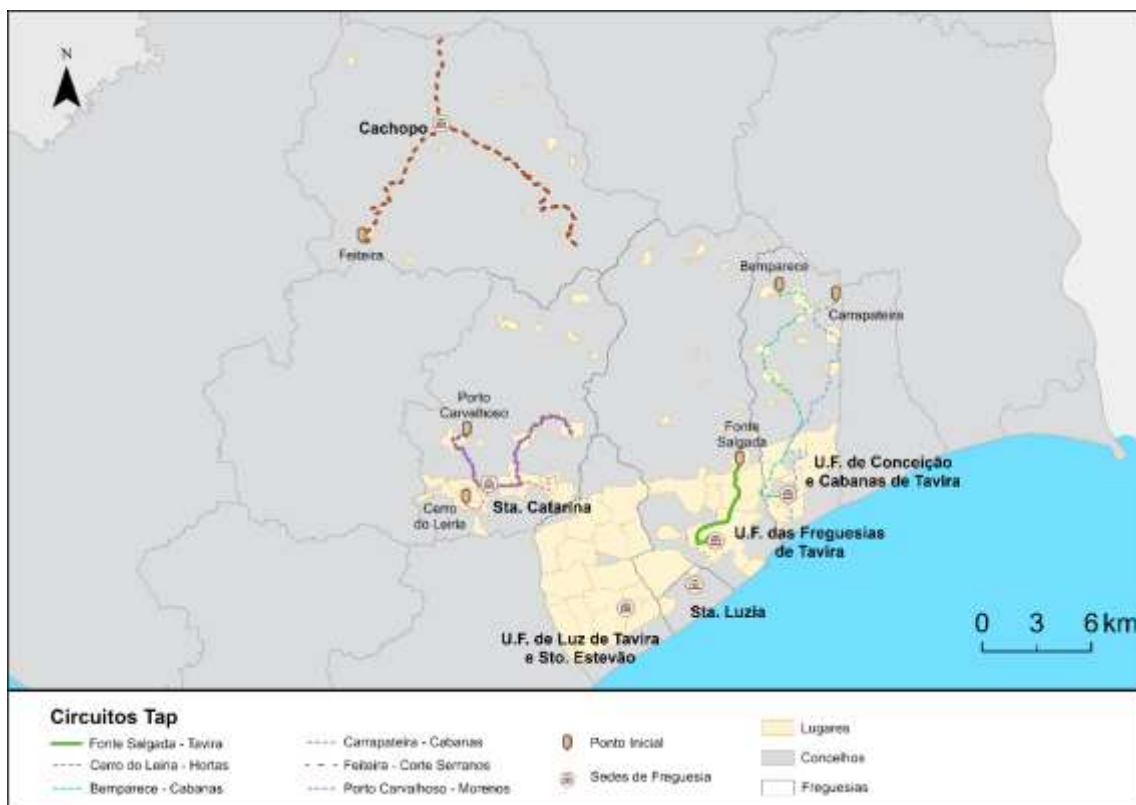 N
Cachopo
Feiteira
Bemparece
Carrapateira
Porto
Carvalhoso
Fonte
Salgada
U.F. de Conceição
e Cabanas de Tavira
Cerro
do Leiria
Sta. Catarina
U.F. das Freguesias
de Tavira
Sta. Luzia
U.F. de Luz de Tavira
e Sto. Estevão
0 3 6 km
Circuitos Tap
Fonte Salgada - Tavira
Cerro do Leiria - Hortas
Bemparece - Cabanas
Carrapateira - Cabanas
Feiteira - Corte Serranos
Porto Carvalhoso - Morenos
Ponto Inicial
Sedes de Freguesia
Lugares
Concelhos
Freguesias